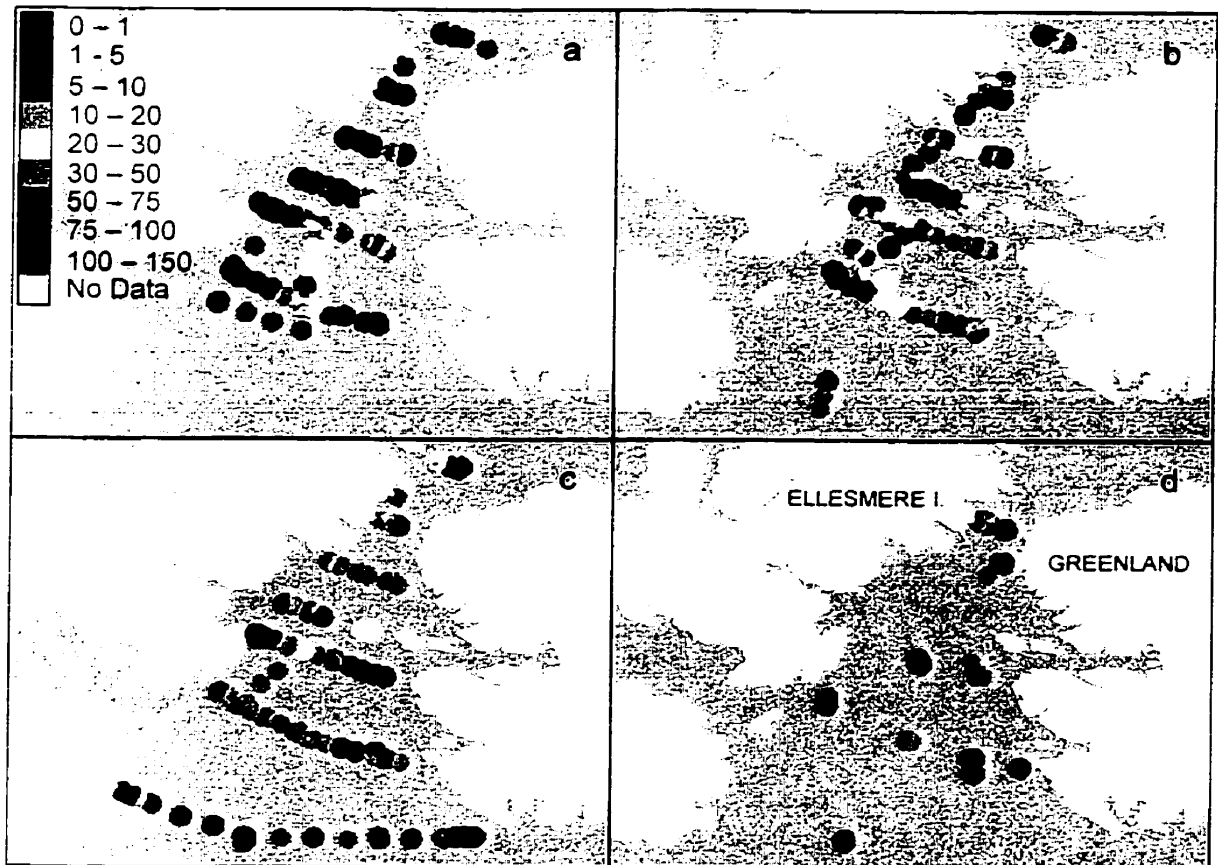 0 – 1
1 - 5
5 – 10
10 – 20
20 – 30
30 – 50
50 – 75
75 – 100
100 – 150
No Data
a
b
c
d
ELLESMERE I.
GREENLAND